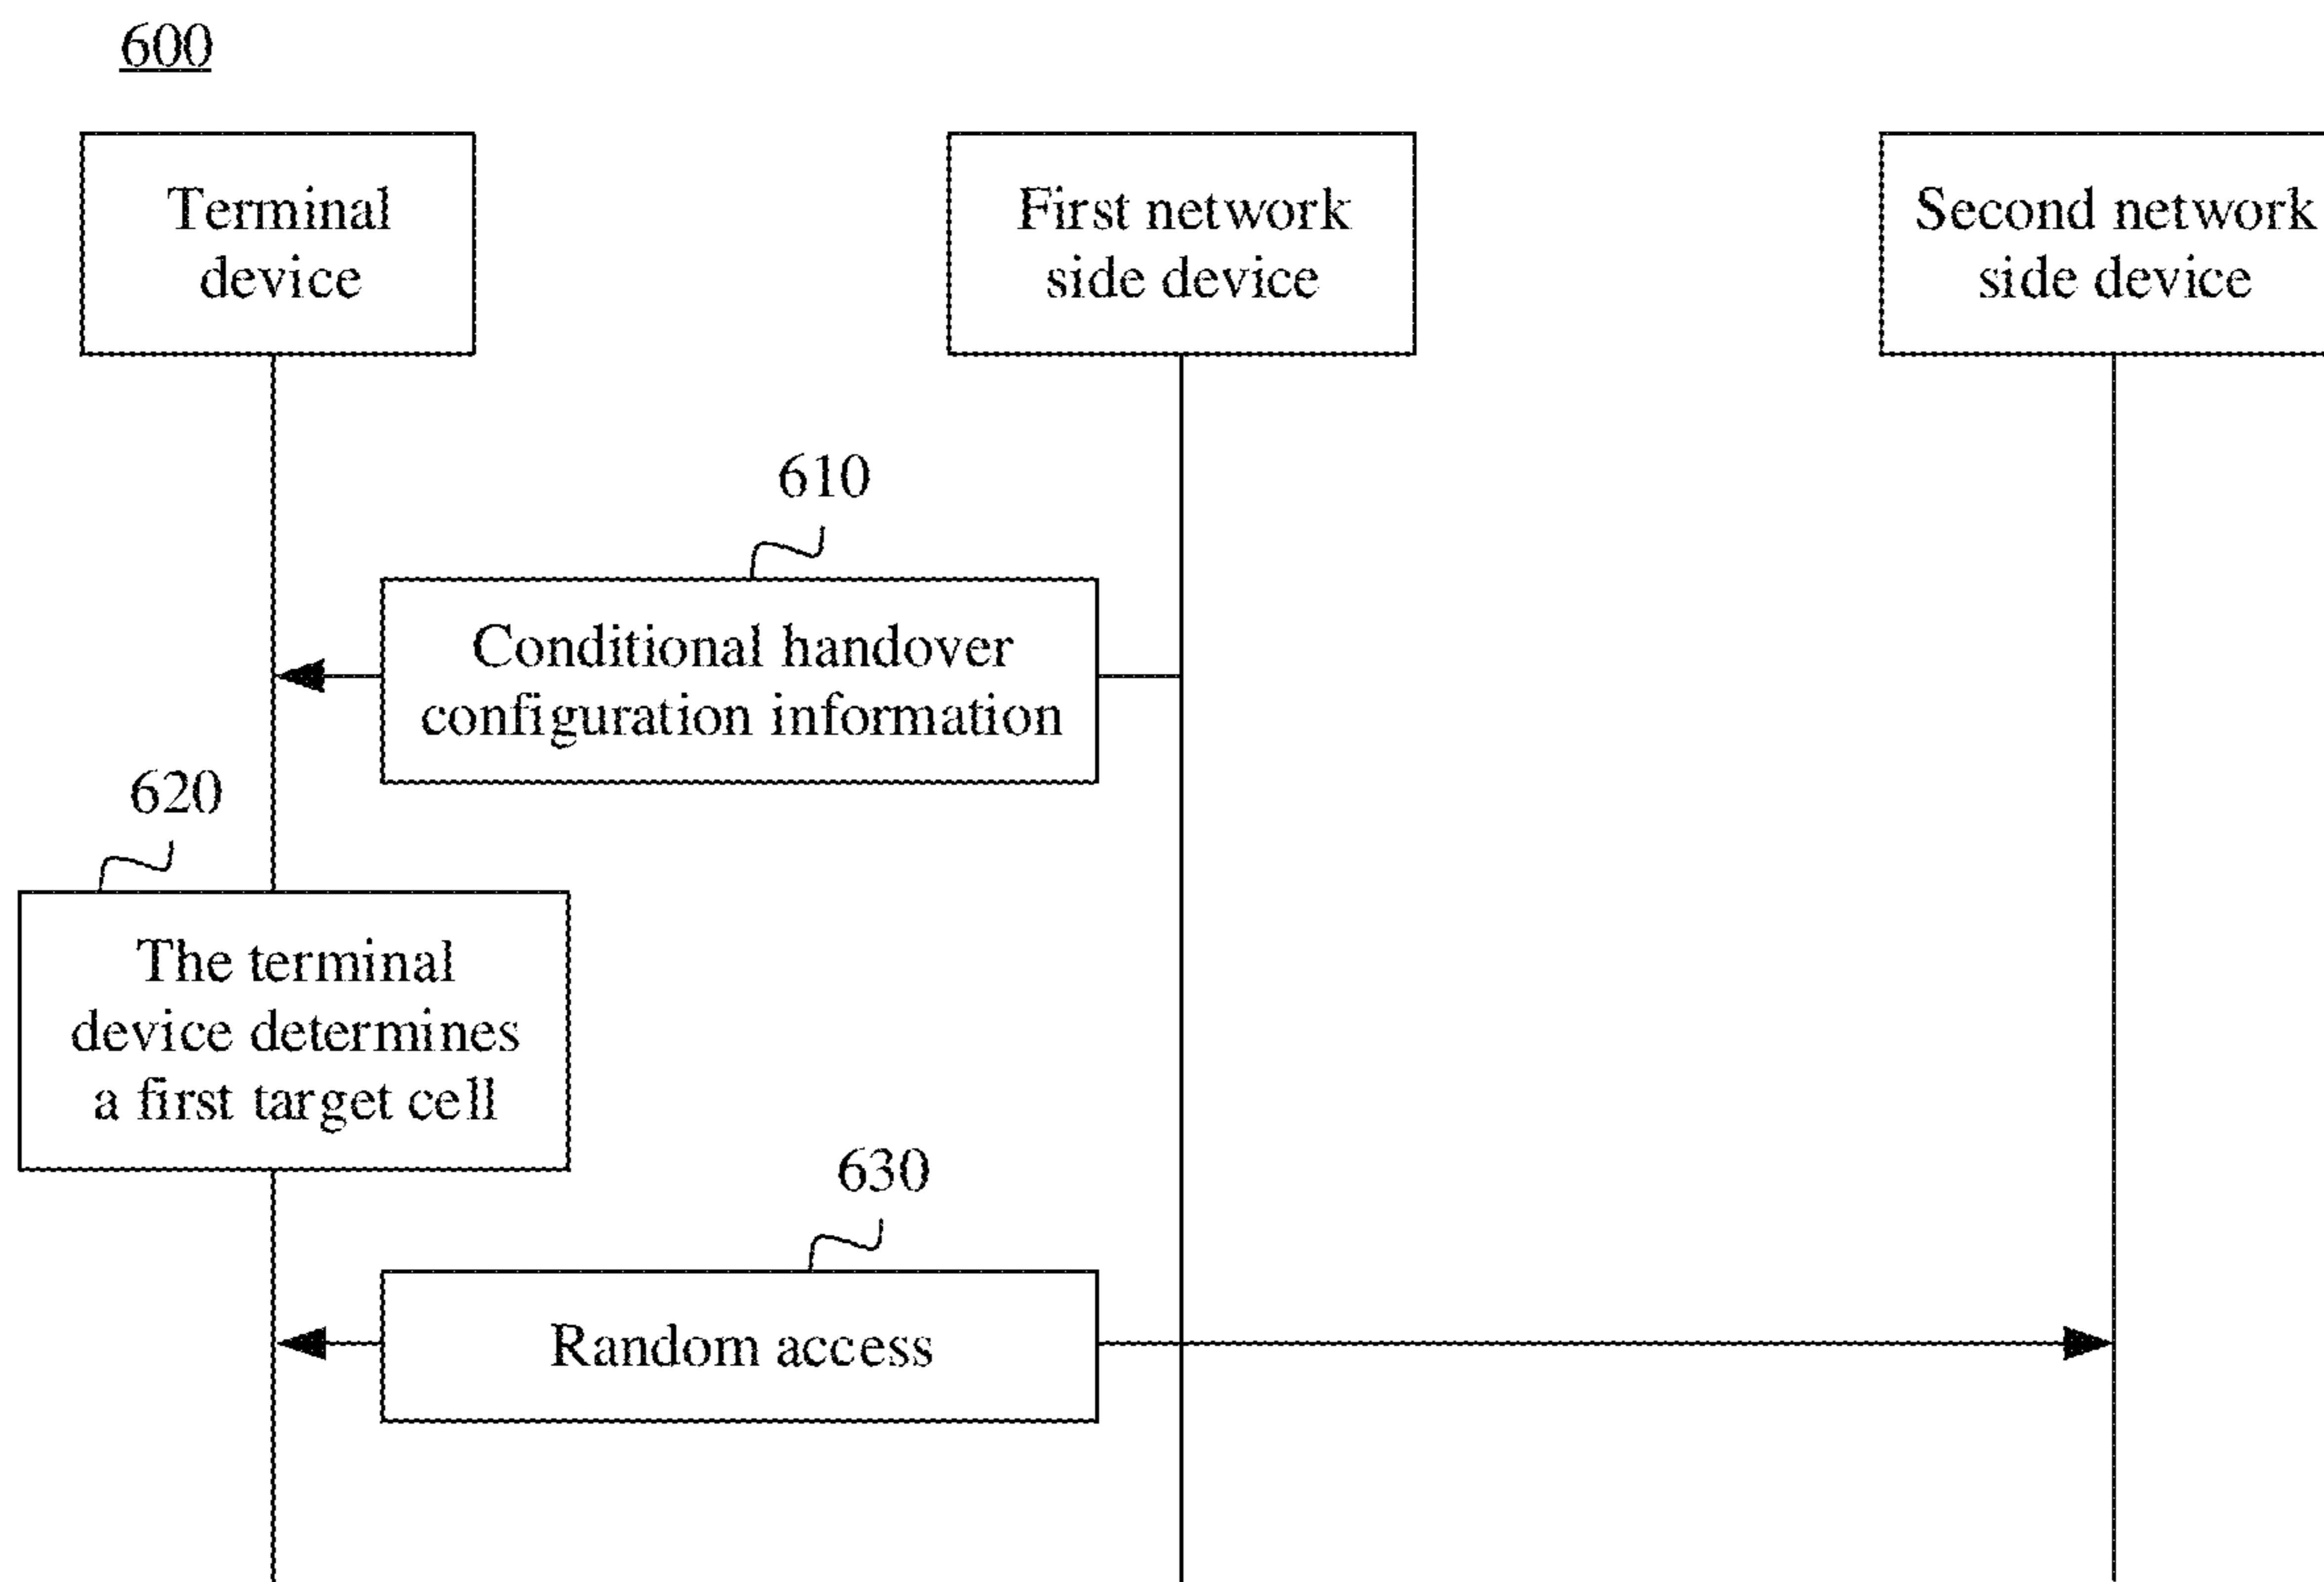 600
Terminal
device
First network
side device
Second network
side device
610
Conditional handover
configuration information
620
The terminal
device determines
a first target cell
630
Random access